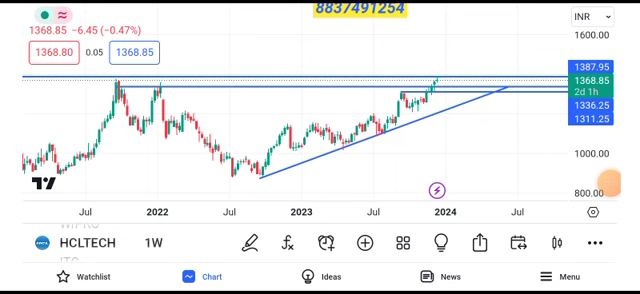 8837491254
INR
1368.85 −6.45 (−0.47%)
1368.80 0.05 1368.85
1600.00
1387.95
1368.85
2d 1h
1336.25
1311.25
1000.00
800.00
Jul 2022 Jul 2023 Jul 2024 Jul
WIPRO
HCLTECH 1W
ITC
Watchlist Chart Ideas News Menu